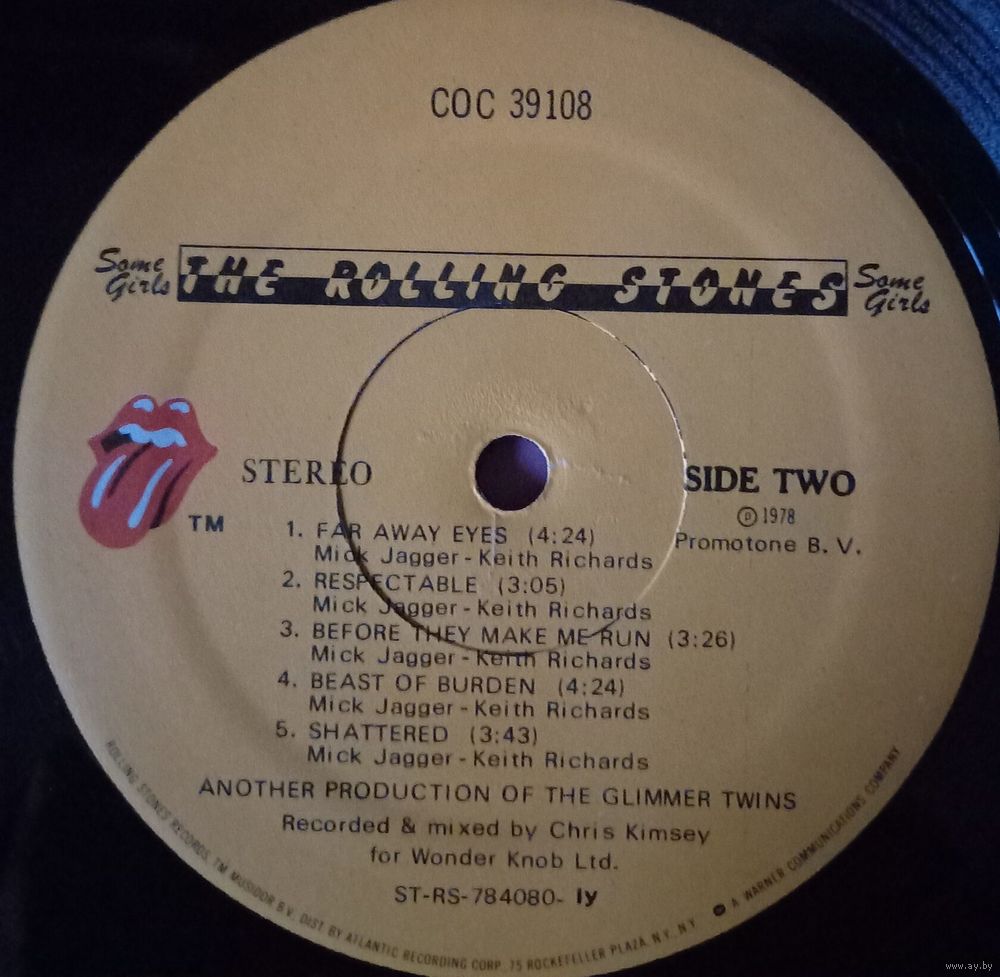 COC 39108
Some Girls THE ROLLING STONES Some Girls
STEREO
SIDE TWO
℗ 1978
Promotone B. V.
TM
1. FAR AWAY EYES (4:24)
Mick Jagger - Keith Richards
2. RESPECTABLE (3:05)
Mick Jagger - Keith Richards
3. BEFORE THEY MAKE ME RUN (3:26)
Mick Jagger - Keith Richards
4. BEAST OF BURDEN (4:24)
Mick Jagger - Keith Richards
5. SHATTERED (3:43)
Mick Jagger - Keith Richards
ANOTHER PRODUCTION OF THE GLIMMER TWINS
Recorded & mixed by Chris Kimsey
for Wonder Knob Ltd.
ST-RS-784080- ly
ROLLING STONES RECORDS, TM MUSIDOR B.V. DIST. BY ATLANTIC RECORDING CORP. 75 ROCKEFELLER PLAZA, N.Y., N.Y. A WARNER COMMUNICATIONS COMPANY
www.ay.by